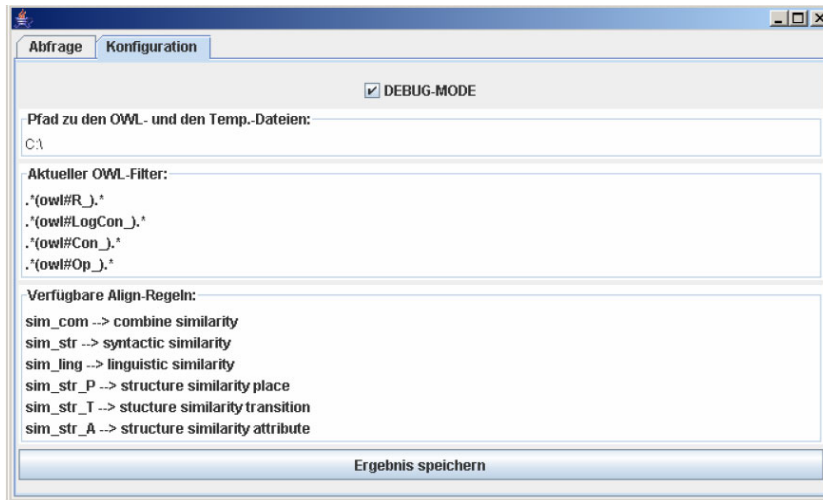 Abfrage Konfiguration
DEBUG-MODE
Pfad zu den OWL- und den Temp.-Dateien:
C:\
Aktueller OWL-Filter:
.*(owl#R_).*
.*(owl#LogCon_).*
.*(owl#Con_).*
.*(owl#Op_).*
Verfügbare Align-Regeln:
sim_com --> combine similarity
sim_str --> syntactic similarity
sim_ling --> linguistic similarity
sim_str_P --> structure similarity place
sim_str_T --> stucture similarity transition
sim_str_A --> structure similarity attribute
Ergebnis speichern